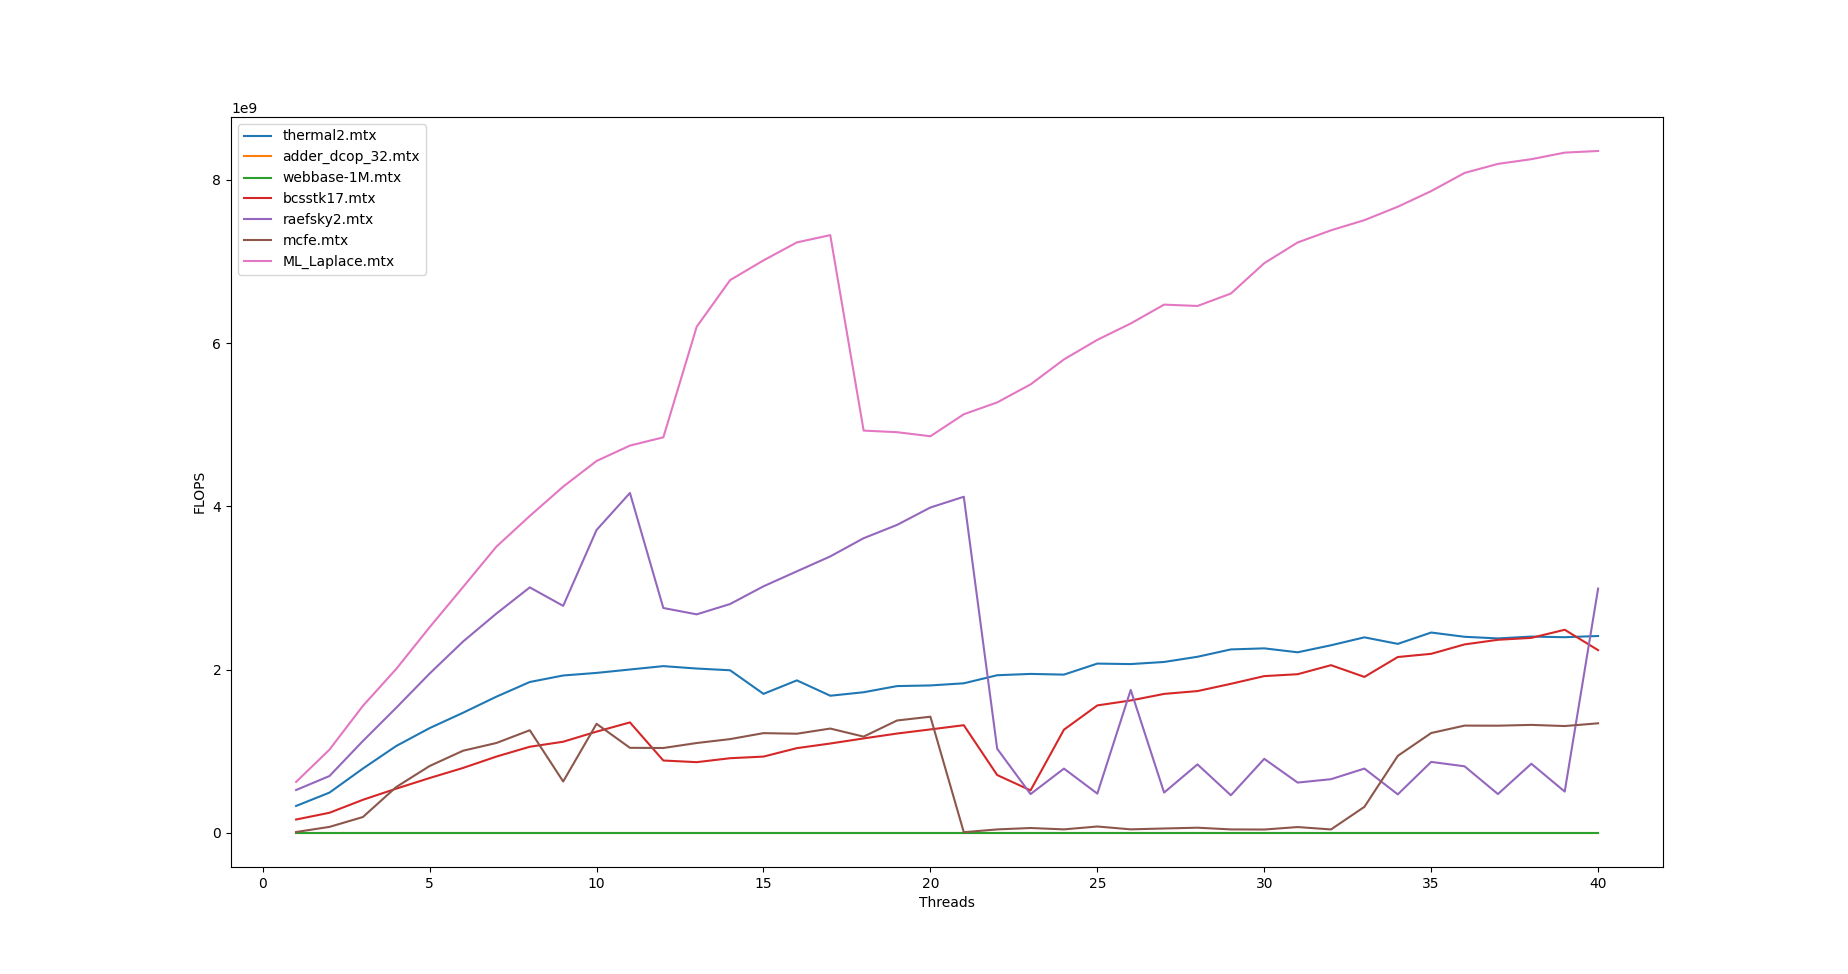 1e9
thermal2.mtx
adder_dcop_32.mtx
webbase-1M.mtx
bcsstk17.mtx
raefsky2.mtx
mcfe.mtx
ML_Laplace.mtx
8
6
4
2
0
FLOPS
0 5 10 15 20 25 30 35 40
Threads